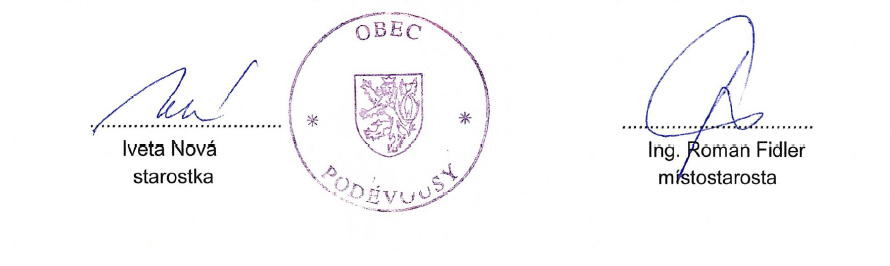 OBEC
* *
PODĚVOUSY
Iveta Nová
starostka
Ing. Roman Fidler
místostarosta